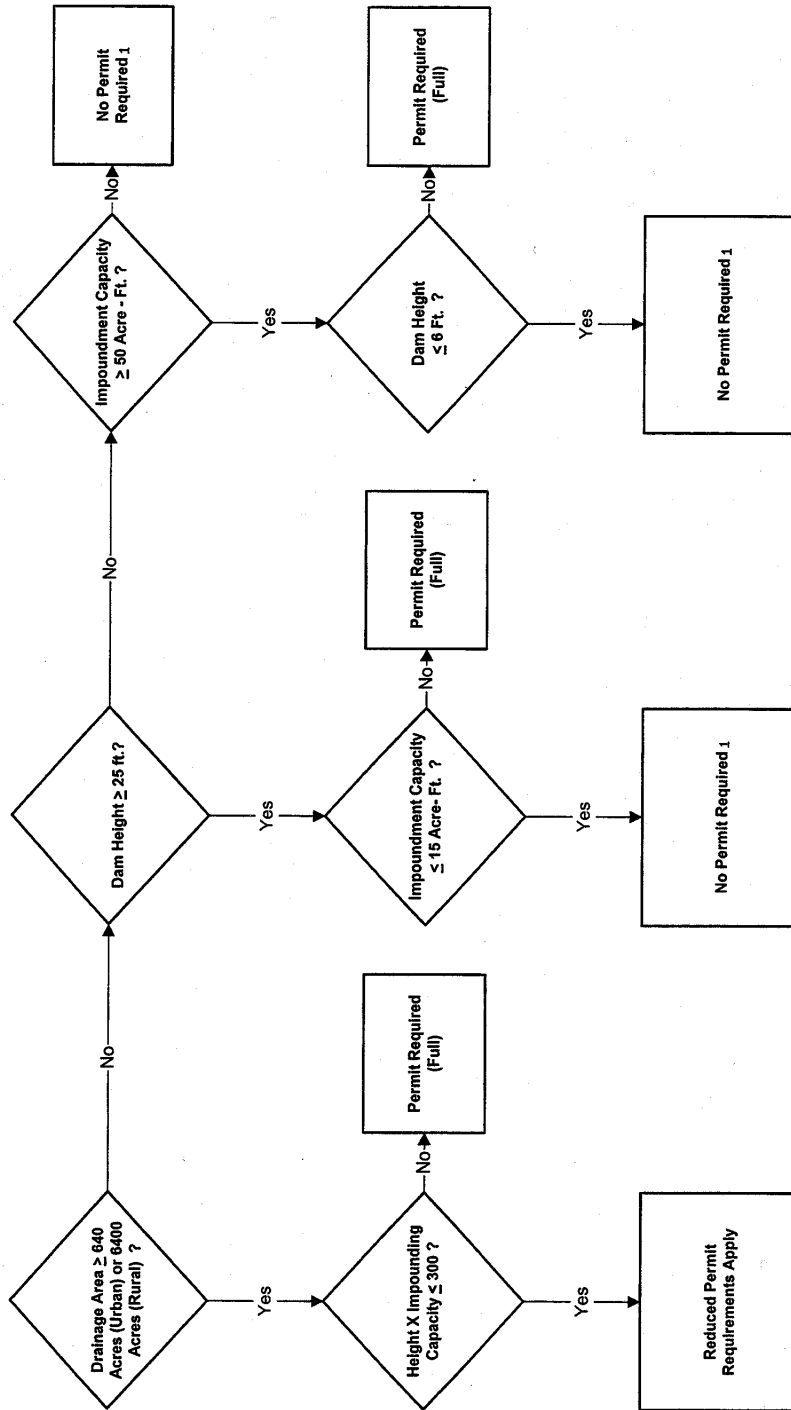 Drainage Area ≥ 640
Acres (Urban) or 6400
Acres (Rural) ?
No
Yes
Height X Impounding
Capacity ≤ 300 ?
No
Permit Required
(Full)
Yes
Reduced Permit
Requirements Apply
Dam Height ≥ 25 ft.?
No
Yes
Impoundment Capacity
≤ 15 Acre- Ft. ?
No
Permit Required
(Full)
Yes
No Permit Required 1
Impoundment Capacity
≥ 50 Acre - Ft. ?
No
No Permit
Required 1
Yes
Dam Height
≤ 6 Ft. ?
No
Permit Required
(Full)
Yes
No Permit Required 1